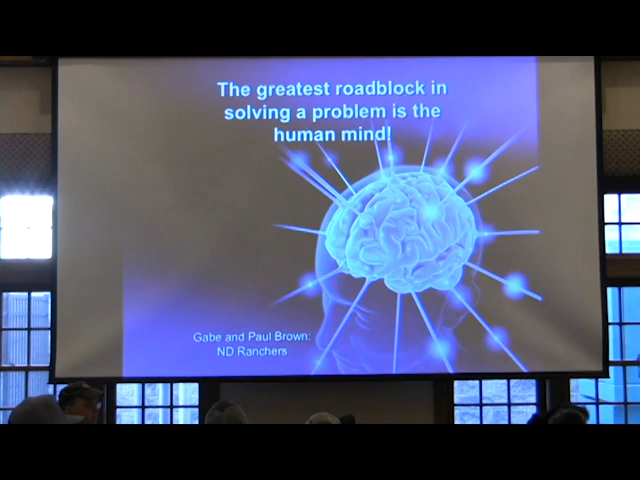 The greatest roadblock in
solving a problem is the
human mind!
Gabe and Paul Brown:
ND Ranchers